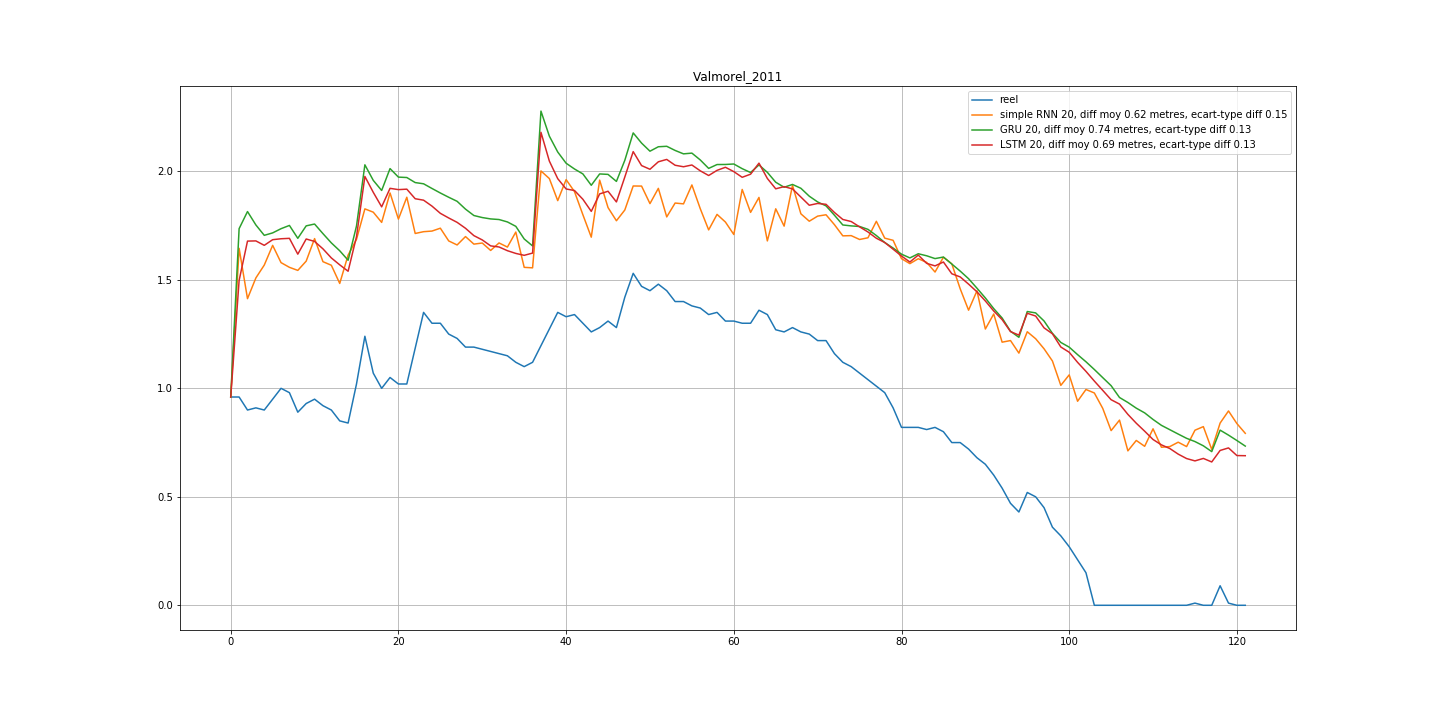 Valmorel_2011
reel
simple RNN 20, diff moy 0.62 metres, ecart-type diff 0.15
GRU 20, diff moy 0.74 metres, ecart-type diff 0.13
LSTM 20, diff moy 0.69 metres, ecart-type diff 0.13
2.0
1.5
1.0
0.5
0.0
0 20 40 60 80 100 120